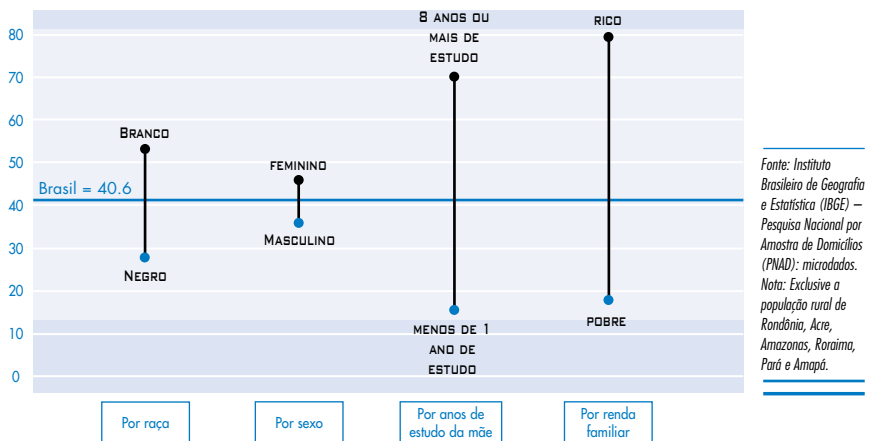 80
70
60
50
40
30
20
10
0
Brasil = 40.6
BRANCO
NEGRO
FEMININO
MASCULINO
8 ANOS OU
MAIS DE
ESTUDO
MENOS DE 1
ANO DE
ESTUDO
RICO
POBRE
Por raça
Por sexo
Por anos de
estudo da mãe
Por renda
familiar
Fonte: Instituto
Brasileiro de Geografia
e Estatística (IBGE) –
Pesquisa Nacional por
Amostra de Domicílios
(PNAD): microdados.
Nota: Exclusive a
população rural de
Rondônia, Acre,
Amazonas, Roraima,
Pará e Amapá.